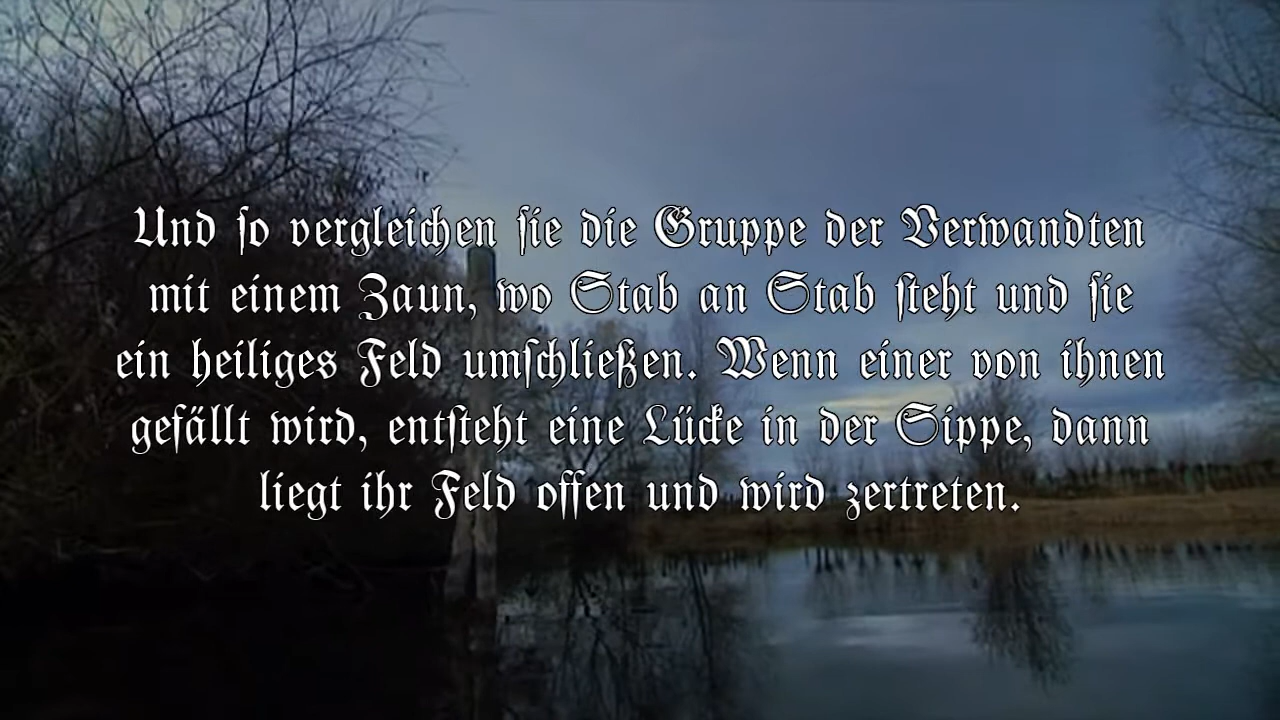 Und so vergleichen sie die Gruppe der Verwandten
mit einem Zaun, wo Stab an Stab steht und sie
ein heiliges Feld umschließen. Wenn einer von ihnen
gefällt wird, entsteht eine Lücke in der Sippe, dann
liegt ihr Feld offen und wird zertreten.